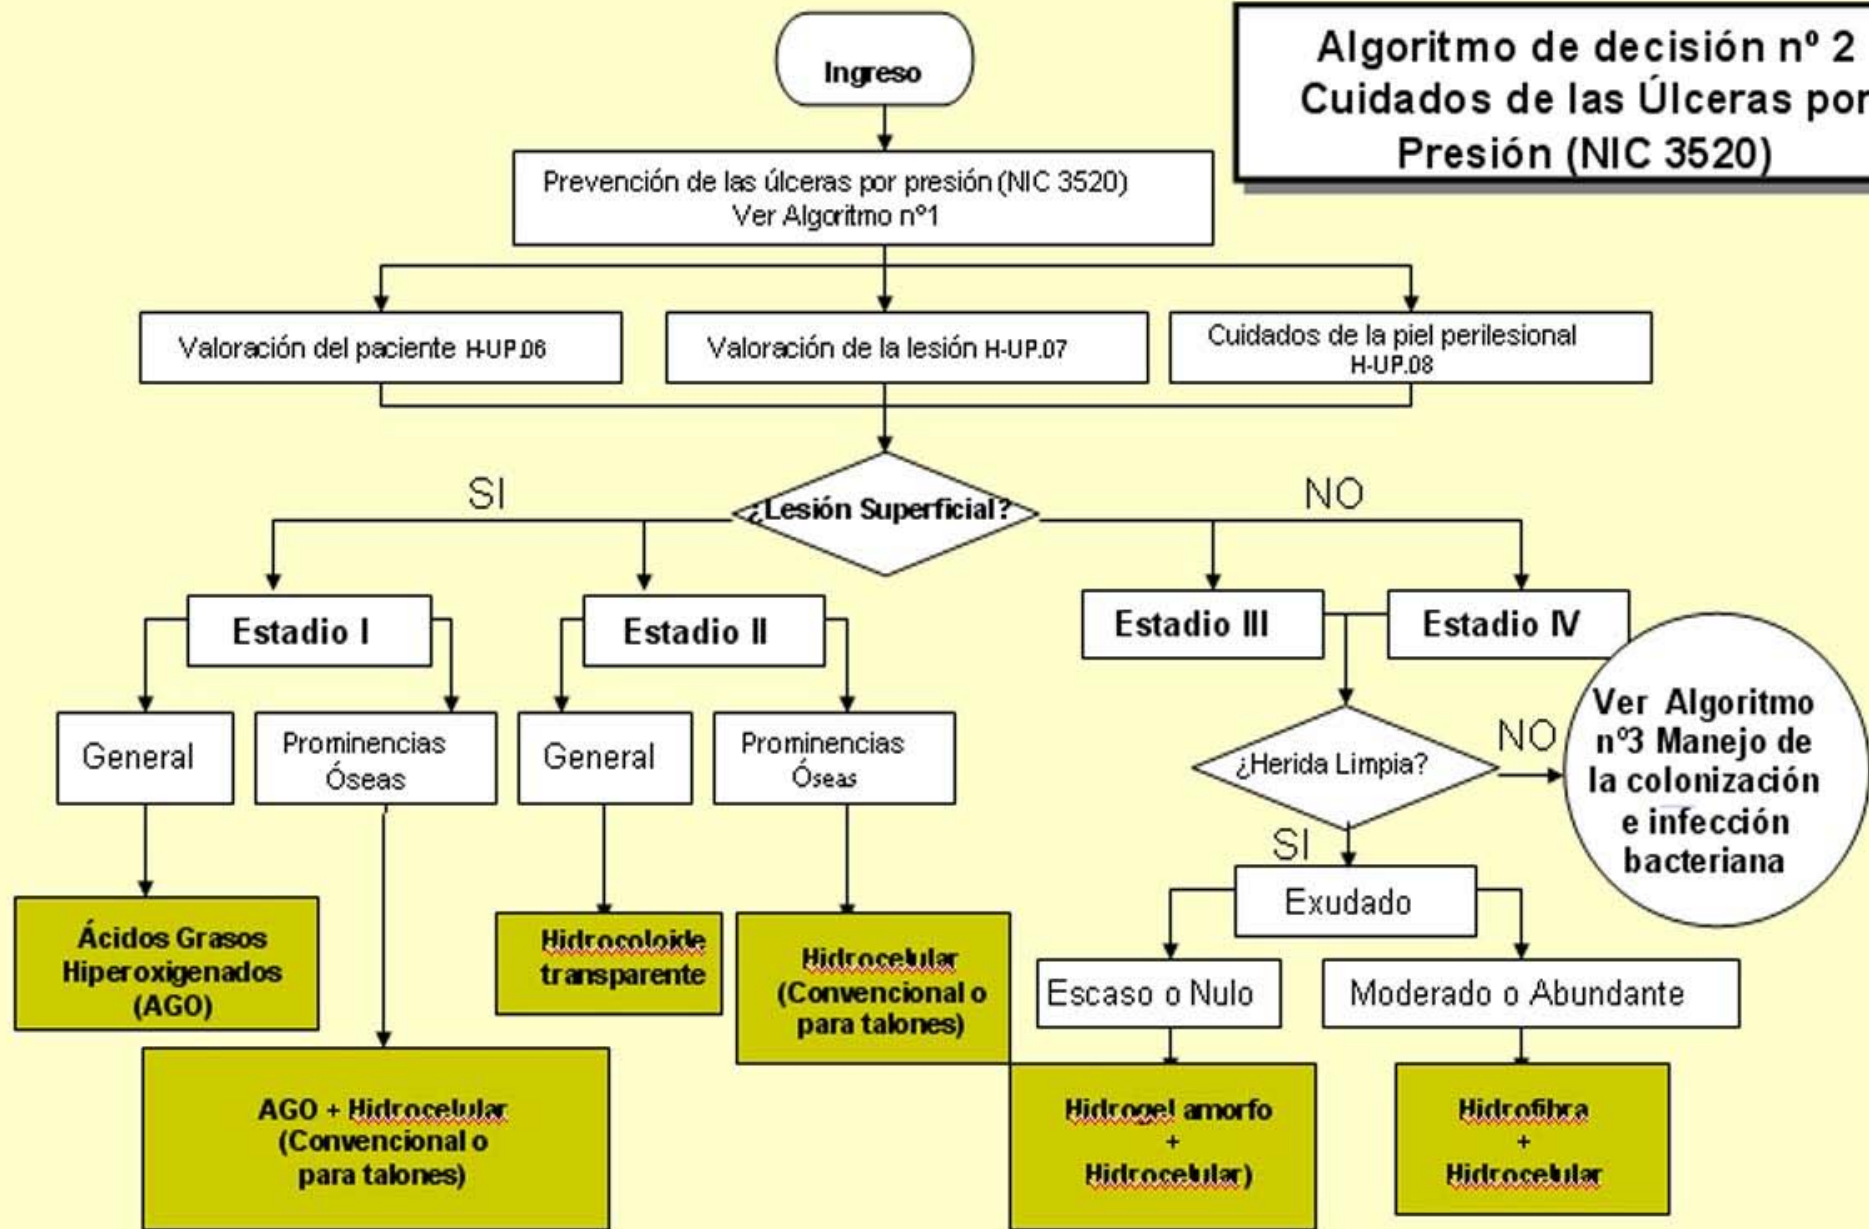 Algoritmo de decisión nº 2
Cuidados de las Úlceras por
Presión (NIC 3520)
Ingreso
Prevención de las úlceras por presión (NIC 3520)
Ver Algoritmo nº1
Valoración del paciente H-UP.06
Valoración de la lesión H-UP.07
Cuidados de la piel perilesional
H-UP.08
SI
¿Lesión Superficial?
NO
Estadio I
Estadio II
Estadio III
Estadio IV
General
Prominencias
Óseas
General
Prominencias
Óseas
¿Herida Limpia?
NO
Ver Algoritmo
nº3 Manejo de
la colonización
e infección
bacteriana
SI
Exudado
Ácidos Grasos
Hiperoxigenados
(AGO)
Hidrocoloide
transparente
Hidrocelular
(Convencional o
para talones)
Escaso o Nulo
Moderado o Abundante
AGO + Hidrocelular
(Convencional o
para talones)
Hidrogel amorfo
+
Hidrocelular)
Hidrofibra
+
Hidrocelular